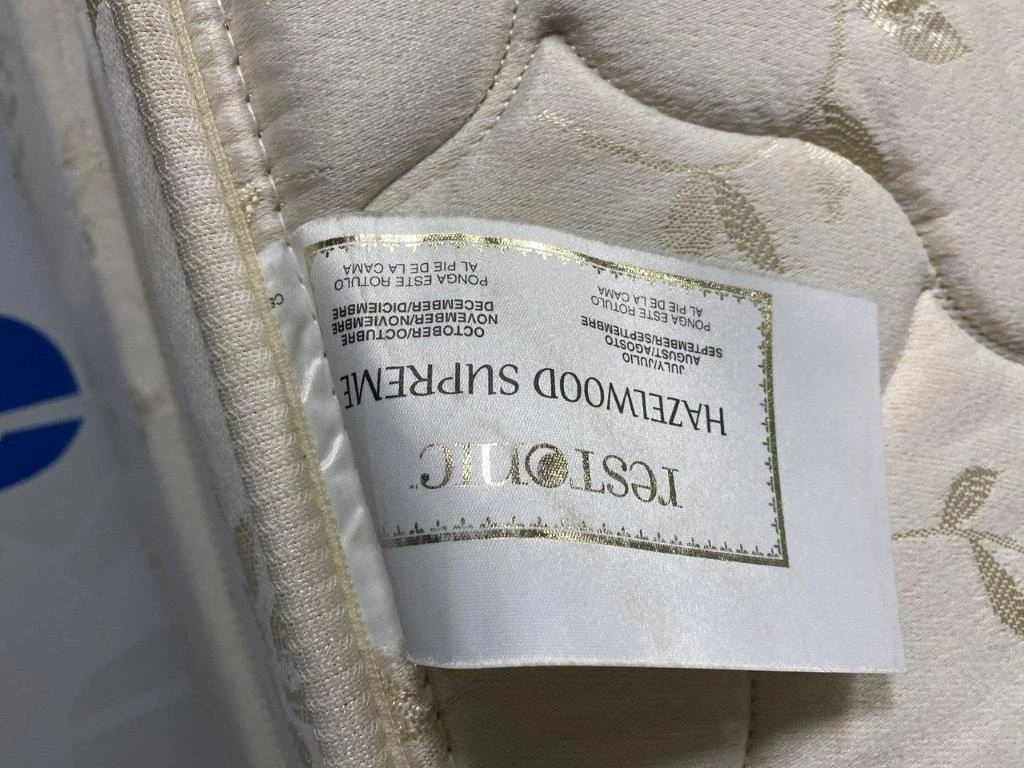 resTonic™
HAZELWOOD SUPREME
JULY/JULIO
AUGUST/AGOSTO
SEPTEMBER/SEPTIEMBRE
PONGA ESTE ROTULO
AL PIE DE LA CAMA
OCTOBER/OCTUBRE
NOVEMBER/NOVIEMBRE
DECEMBER/DICIEMBRE
PONGA ESTE ROTULO
AL PIE DE LA CAMA